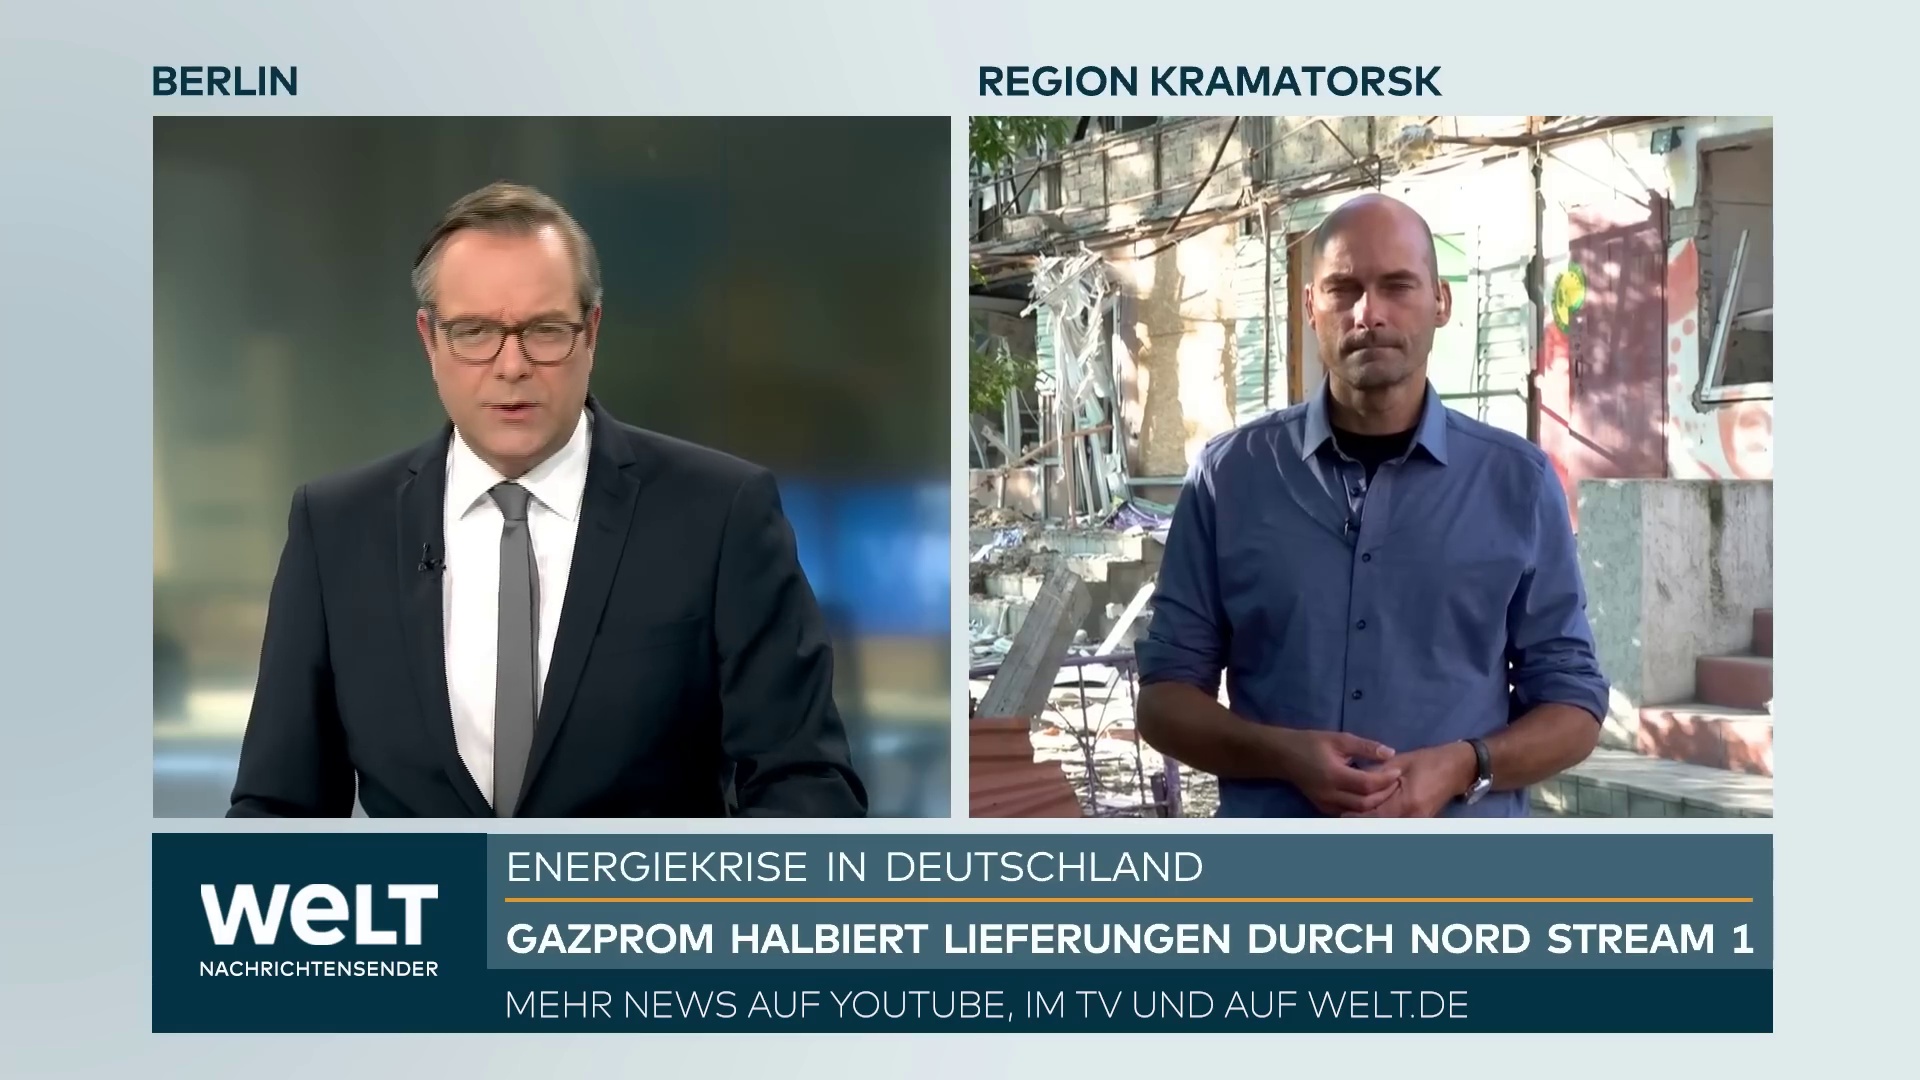 BERLIN
REGION KRAMATORSK
ENERGIEKRISE IN DEUTSCHLAND
GAZPROM HALBIERT LIEFERUNGEN DURCH NORD STREAM 1
WELT
NACHRICHTENSENDER
MEHR NEWS AUF YOUTUBE, IM TV UND AUF WELT.DE